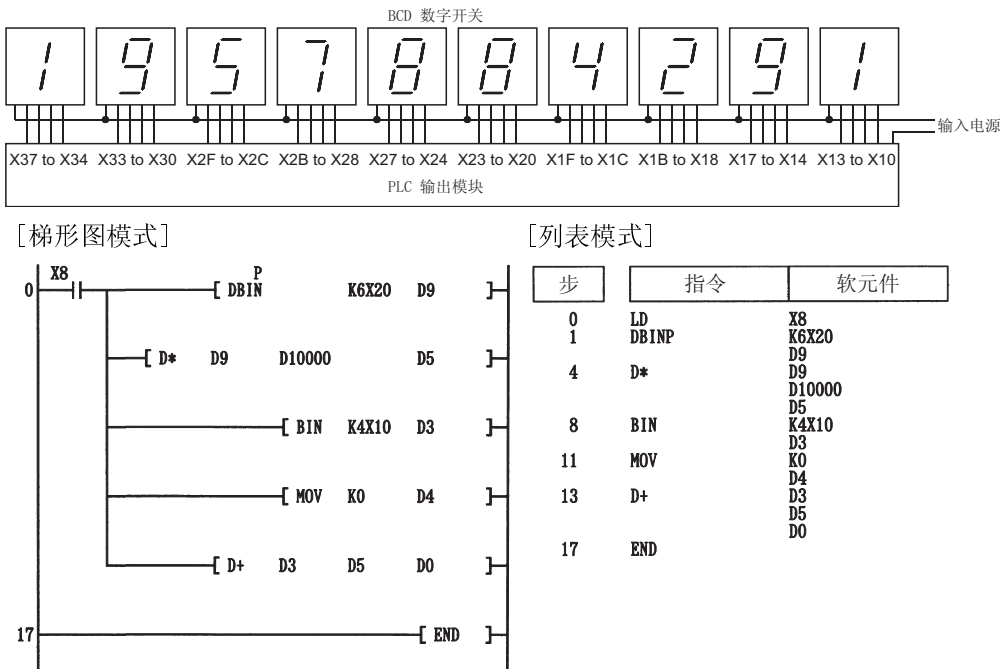 BCD 数字开关
1 9 5 7 8 8 4 2 9 1
输入电源
X37 to X34 X33 to X30 X2F to X2C X2B to X28 X27 to X24 X23 to X20 X1F to X1C X1B to X18 X17 to X14 X13 to X10
PLC 输出模块
[梯形图模式]
X8 P
0 [ DBIN K6X20 D9 ]
[ D* D9 D10000 D5 ]
[ BIN K4X10 D3 ]
[ MOV K0 D4 ]
[ D+ D3 D5 D0 ]
17 [ END ]
[列表模式]
步 指令 软元件
0 LD X8
1 DBINP K6X20
D9
4 D* D9
D10000
D5
8 BIN K4X10
D3
11 MOV K0
D4
13 D+ D3
D5
D0
17 END